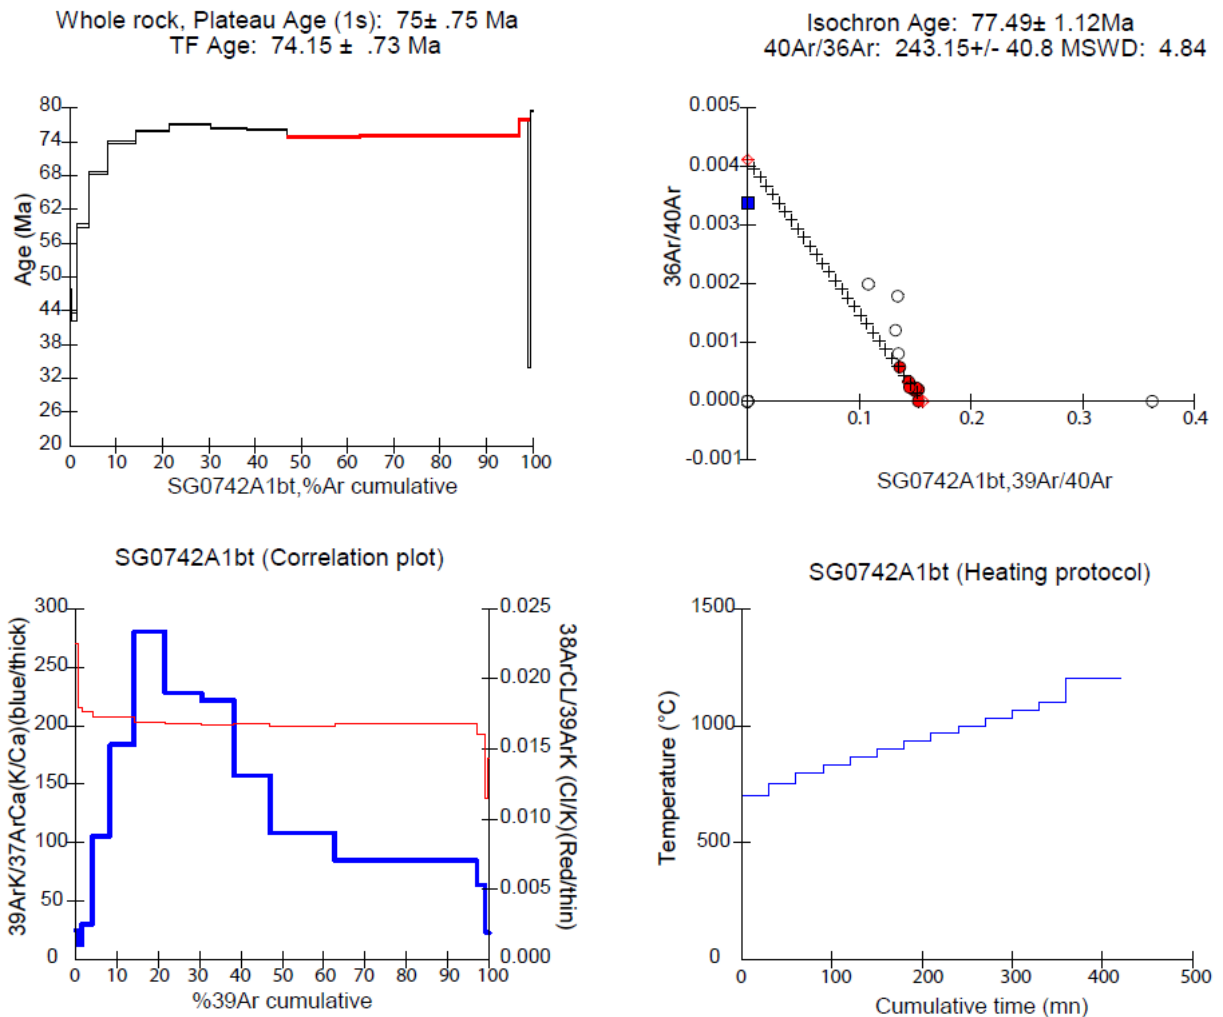 Whole rock, Plateau Age (1s): 75± .75 Ma
TF Age: 74.15 ± .73 Ma
80
74
68
62
56
50
44
38
32
26
20
Age (Ma)
0 10 20 30 40 50 60 70 80 90 100
SG0742A1bt,%Ar cumulative
Isochron Age: 77.49± 1.12Ma
40Ar/36Ar: 243.15+/- 40.8 MSWD: 4.84
0.005
0.004
0.003
0.002
0.001
0.000
-0.001
36Ar/40Ar
0.1 0.2 0.3 0.4
SG0742A1bt,39Ar/40Ar
SG0742A1bt (Correlation plot)
300
250
200
150
100
50
0
39ArK/37ArCa(K/Ca)(blue/thick)
0.025
0.020
0.015
0.010
0.005
0.000
38ArCL/39ArK (Cl/K)(Red/thin)
0 10 20 30 40 50 60 70 80 90 100
%39Ar cumulative
SG0742A1bt (Heating protocol)
1500
1000
500
0
Temperature (°C)
0 100 200 300 400 500
Cumulative time (mn)